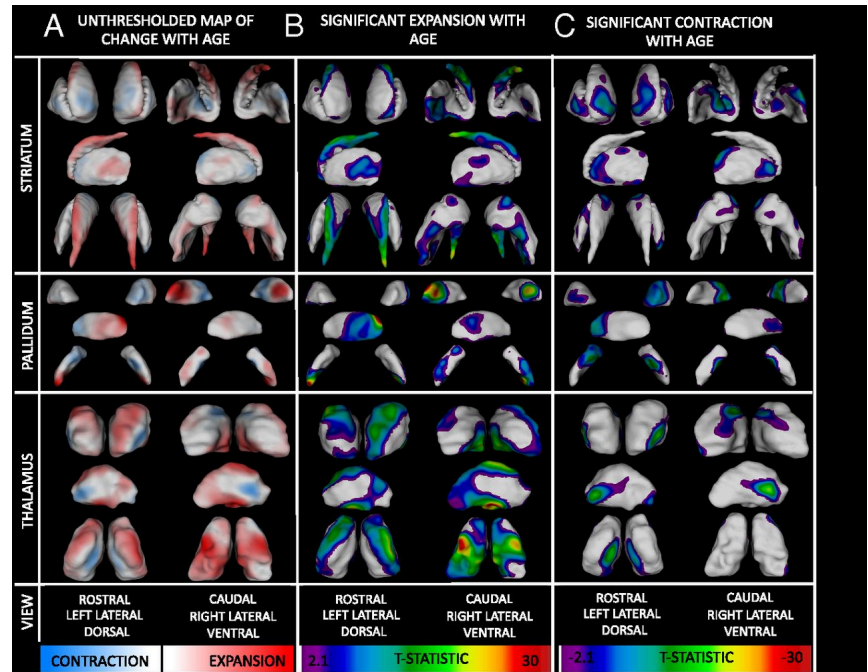 A UNTHRESHOLDED MAP OF
CHANGE WITH AGE
B SIGNIFICANT EXPANSION WITH
AGE
C SIGNIFICANT CONTRACTION
WITH AGE
STRIATUM
PALLIDUM
THALAMUS
VIEW
ROSTRAL
LEFT LATERAL
DORSAL
CAUDAL
RIGHT LATERAL
VENTRAL
ROSTRAL
LEFT LATERAL
DORSAL
CAUDAL
RIGHT LATERAL
VENTRAL
ROSTRAL
LEFT LATERAL
DORSAL
CAUDAL
RIGHT LATERAL
VENTRAL
CONTRACTION EXPANSION
2.1 T-STATISTIC 30
-2.1 T-STATISTIC -30